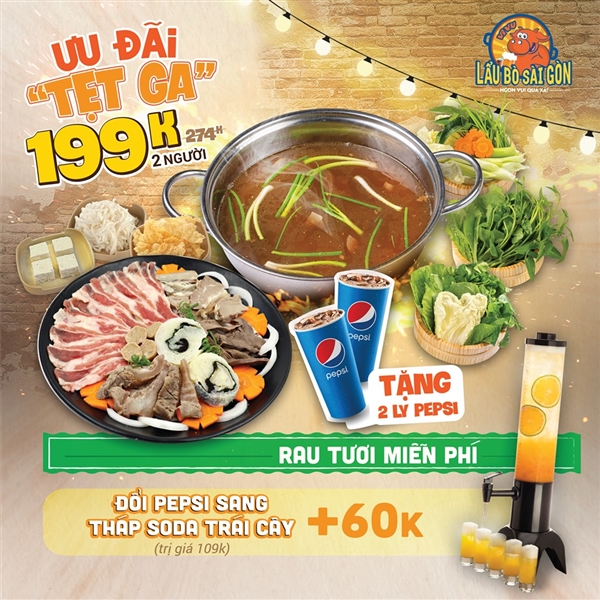 ViVU
LẨU BÒ SÀI GÒN
NGON VUI QUÁ XÁ!
ƯU ĐÃI
"TẸT GA"
199K 274K
2 NGƯỜI
pepsi
pepsi
TẶNG
2 LY PEPSI
RAU TƯƠI MIỄN PHÍ
ĐỔI PEPSI SANG
THÁP SODA TRÁI CÂY +60K
(trị giá 109k)